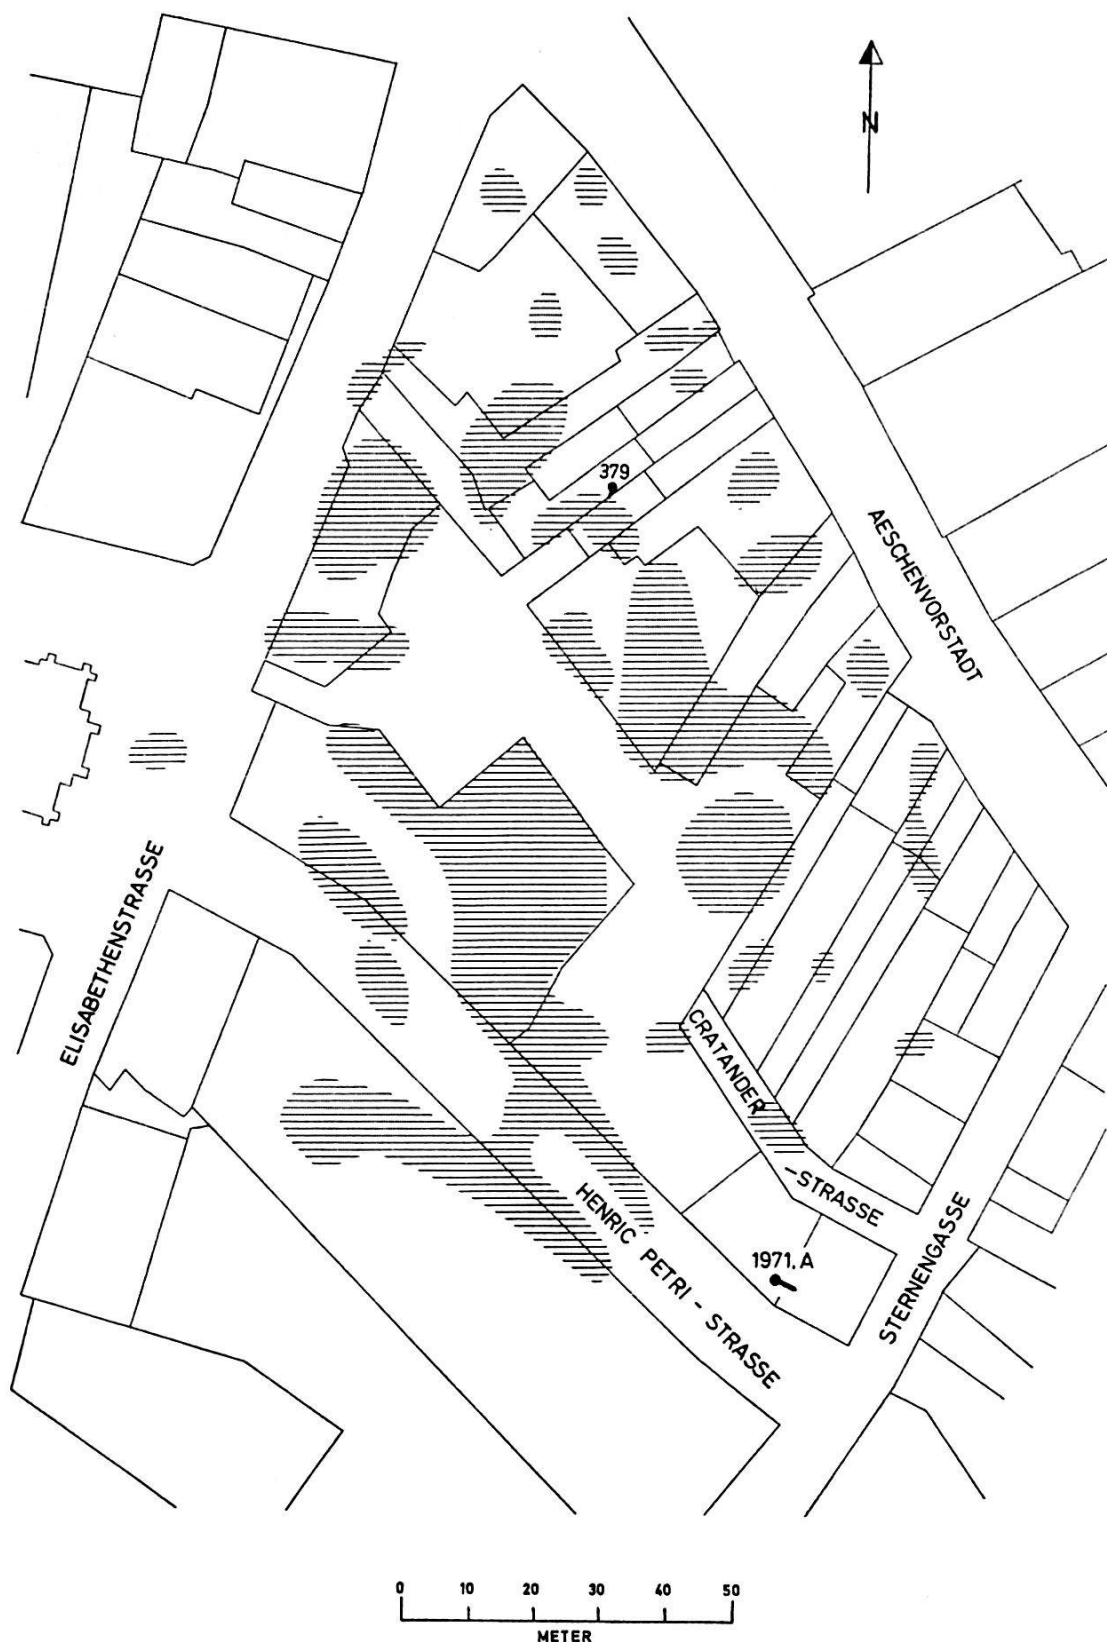 N
379
AESCHENVORSTADT
ELISABETHENSTRASSE
CRATANDER
-STRASSE
HENRIC PETRI - STRASSE
1971, A
STERNENGASSE
0 10 20 30 40 50
METER